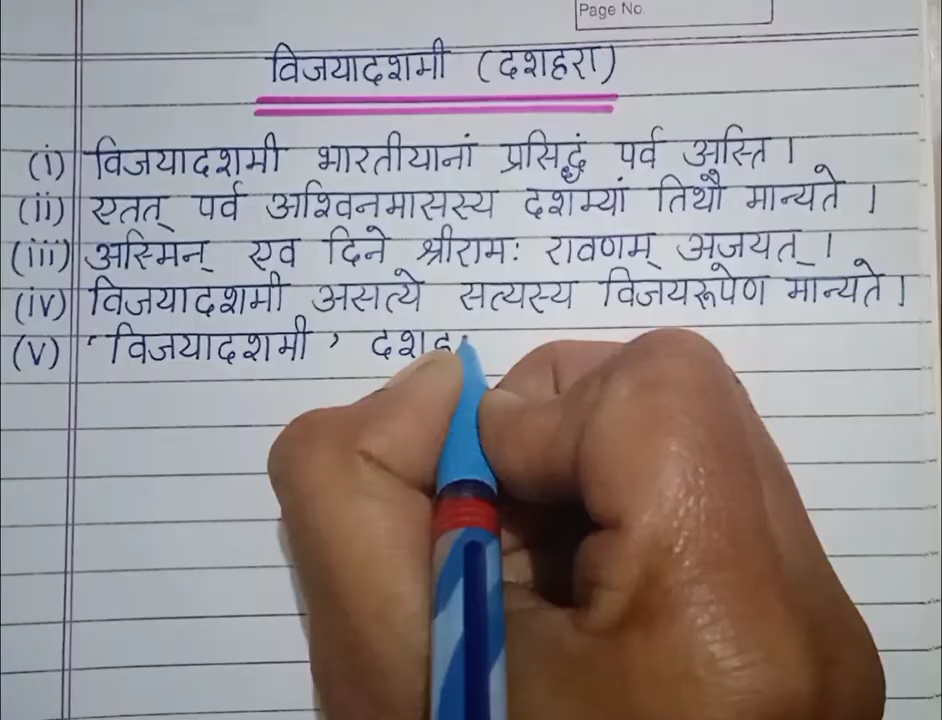 Page No.
विजयादशमी (दशहरा)
(i) विजयादशमी भारतीयानां प्रसिद्धं पर्व अस्ति ।
(ii) एतत् पर्व अश्विनमासस्य दशम्यां तिथौ मान्यते ।
(iii) अस्मिन् एव दिने श्रीरामः रावणम् अजयत् ।
(iv) विजयादशमी असत्ये सत्यस्य विजयरूपेण मान्यते ।
(v) ‘विजयादशमी’ दशह